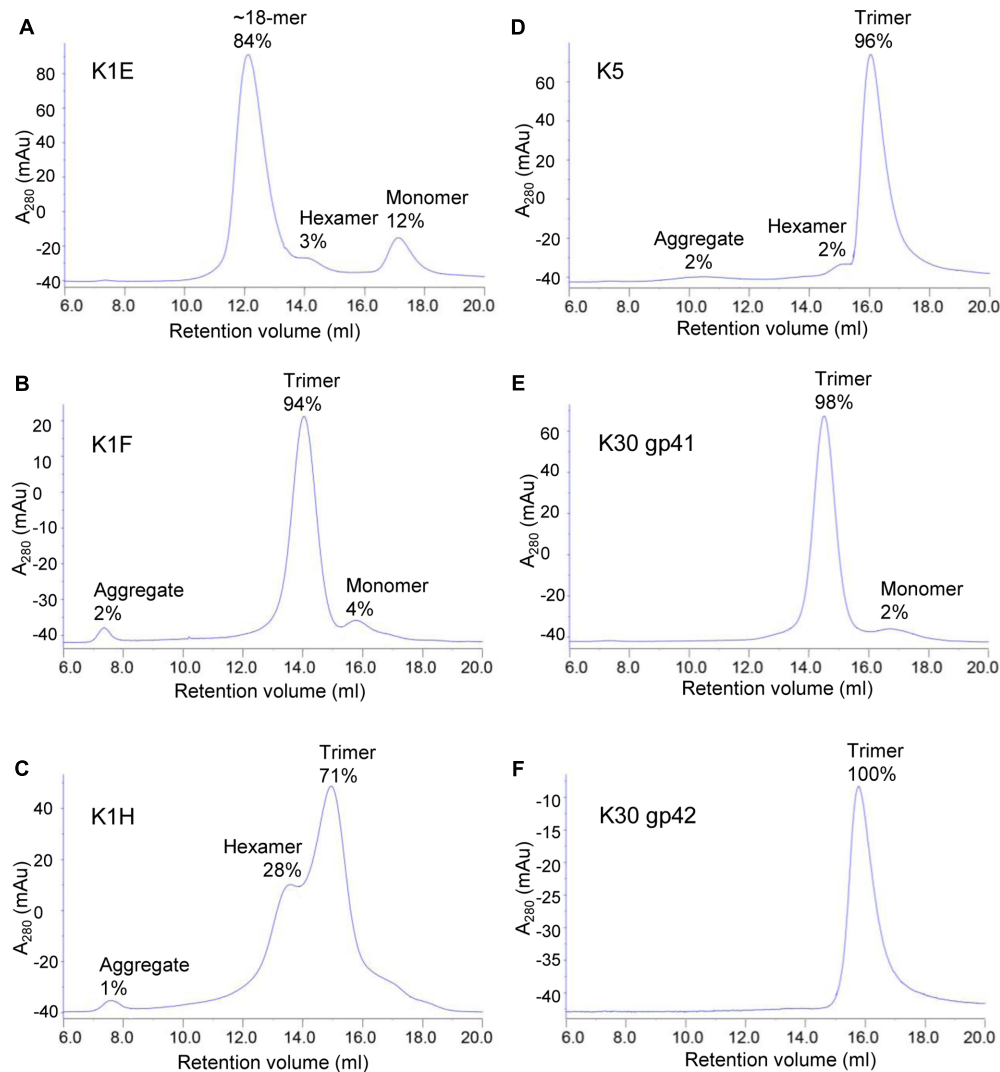 A
K1E
~18-mer
84%
Hexamer
3%
Monomer
12%
A280 (mAu)
80
60
40
20
0
-20
-40
6.0 8.0 10.0 12.0 14.0 16.0 18.0 20.0
Retention volume (ml)
B
K1F
Trimer
94%
Aggregate
2%
Monomer
4%
A280 (mAu)
20
10
0
-10
-20
-30
-40
6.0 8.0 10.0 12.0 14.0 16.0 18.0 20.0
Retention volume (ml)
C
K1H
Trimer
71%
Hexamer
28%
Aggregate
1%
A280 (mAu)
40
20
0
-20
-40
6.0 8.0 10.0 12.0 14.0 16.0 18.0 20.0
Retention volume (ml)
D
K5
Trimer
96%
Hexamer
2%
Aggregate
2%
A280 (mAu)
60
40
20
0
-20
-40
6.0 8.0 10.0 12.0 14.0 16.0 18.0 20.0
Retention volume (ml)
E
K30 gp41
Trimer
98%
Monomer
2%
A280 (mAu)
60
40
20
0
-20
-40
6.0 8.0 10.0 12.0 14.0 16.0 18.0 20.0
Retention volume (ml)
F
K30 gp42
Trimer
100%
A280 (mAu)
-10
-15
-20
-25
-30
-35
-40
6.0 8.0 10.0 12.0 14.0 16.0 18.0 20.0
Retention volume (ml)